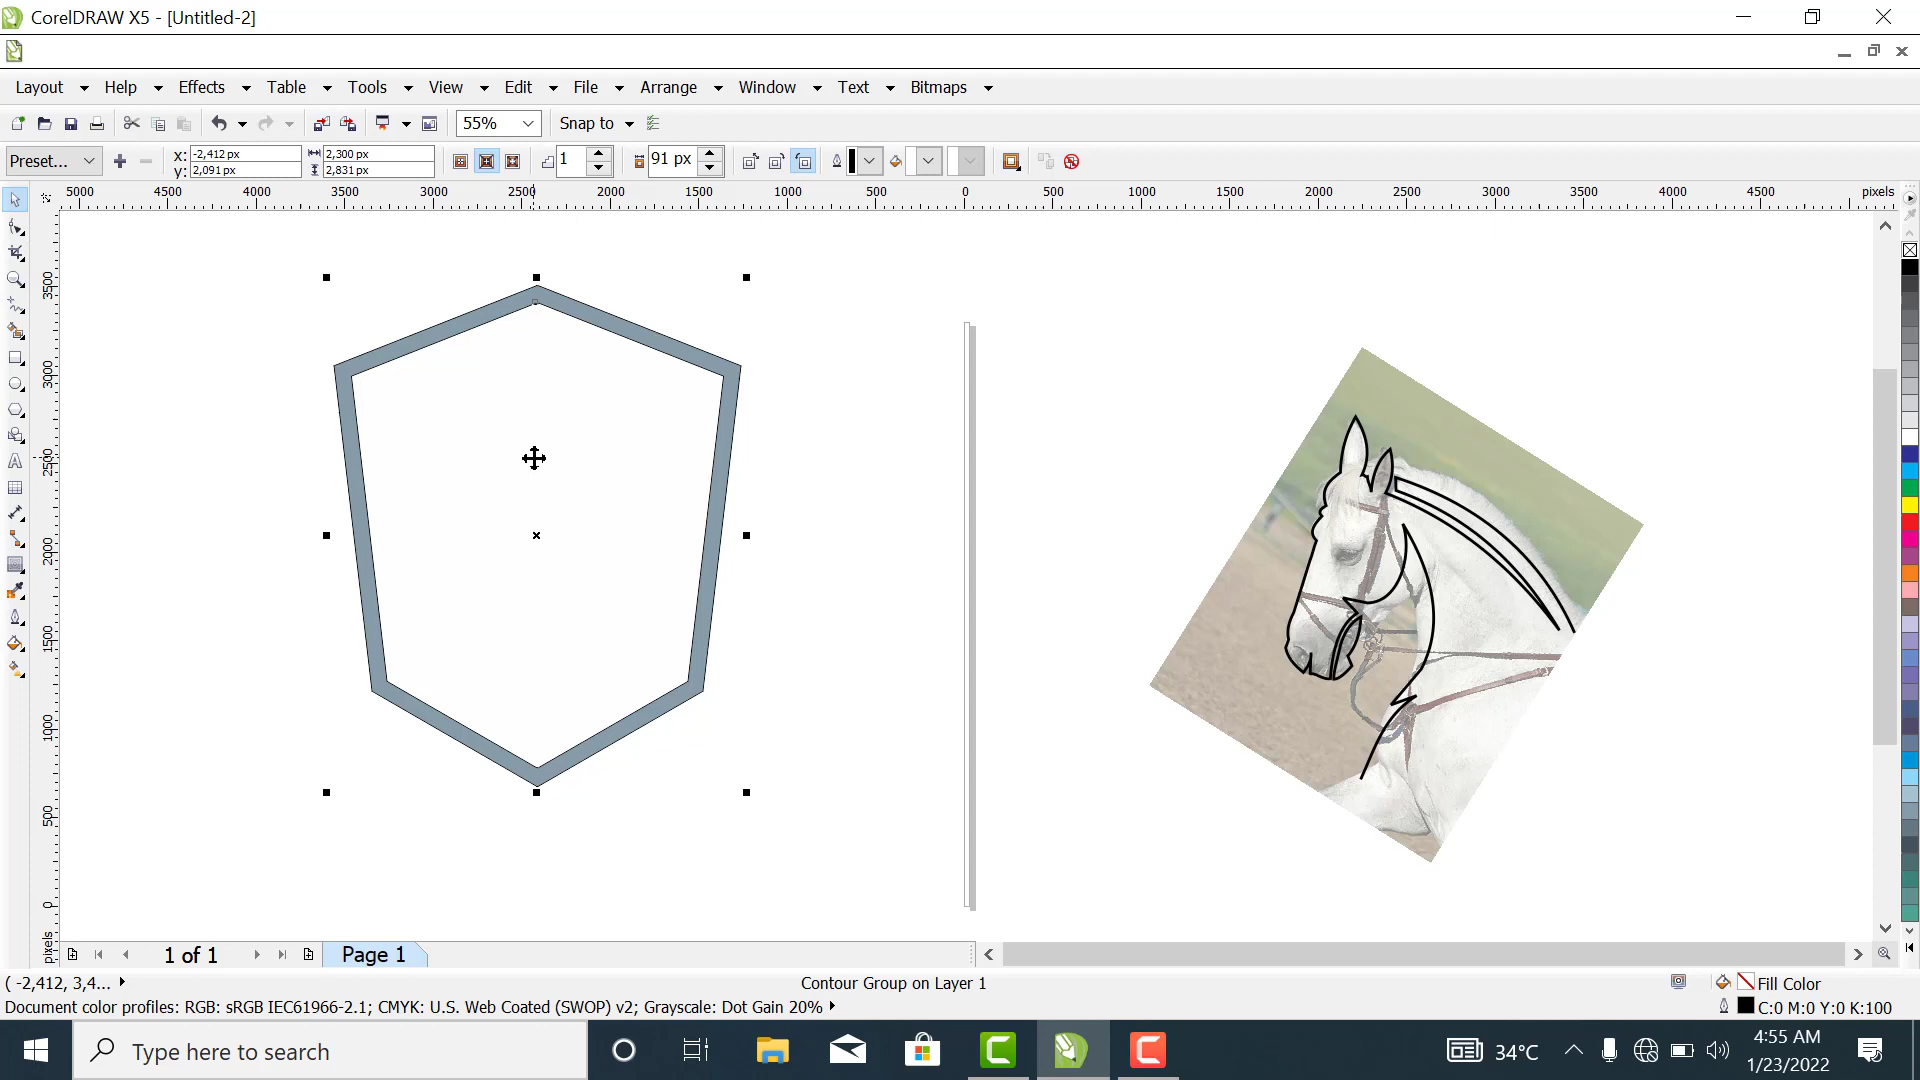 CorelDRAW X5 - [Untitled-2]
Layout Help Effects Table Tools View Edit File Arrange Window Text Bitmaps
55% Snap to
Preset... x: -2,412 px 2,300 px 1 91 px
y: 2,091 px 2,831 px
5000 4500 4000 3500 3000 2500 2000 1500 1000 500 0 500 1000 1500 2000 2500 3000 3500 4000 4500 pixels
3500
3000
2500
2000
1500
1000
500
0
pixels
1 of 1 Page 1
( -2,412, 3,4... Contour Group on Layer 1 Fill Color
Document color profiles: RGB: sRGB IEC61966-2.1; CMYK: U.S. Web Coated (SWOP) v2; Grayscale: Dot Gain 20% C:0 M:0 Y:0 K:100
Type here to search 34°C 4:55 AM
1/23/2022